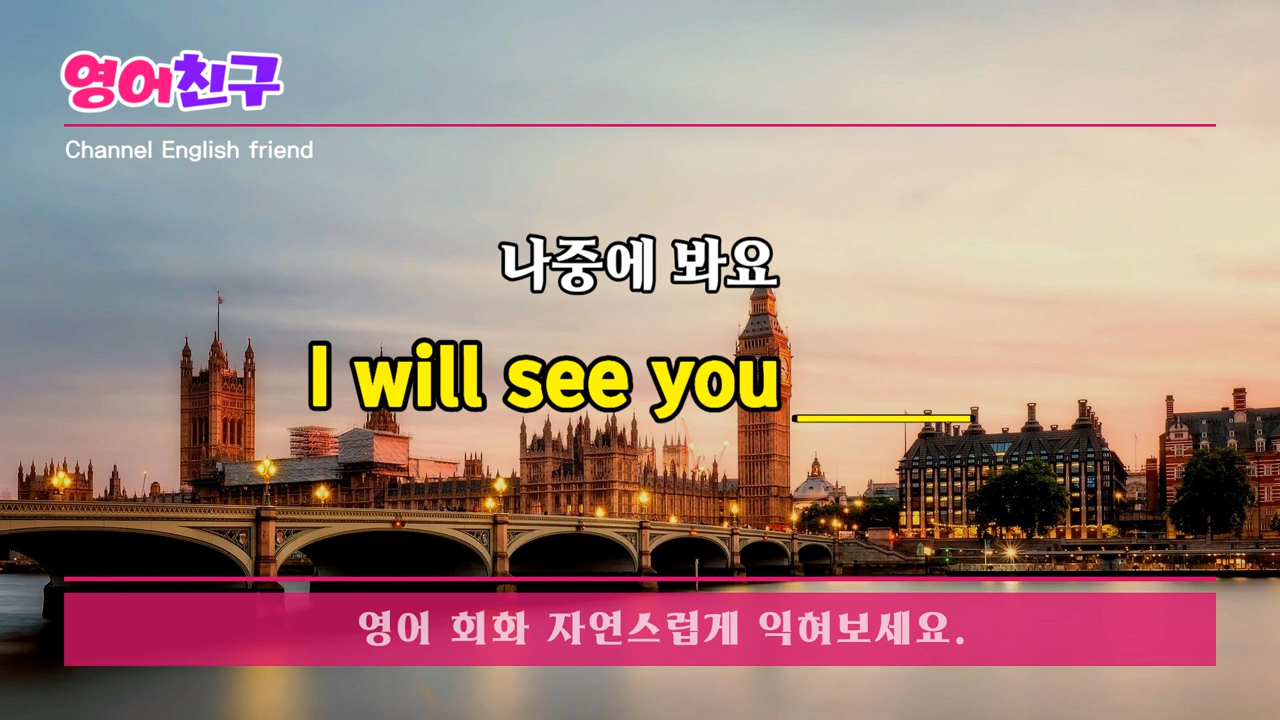 영어친구
Channel English friend
나중에 봐요
I will see you ______
영어 회화 자연스럽게 익혀보세요.